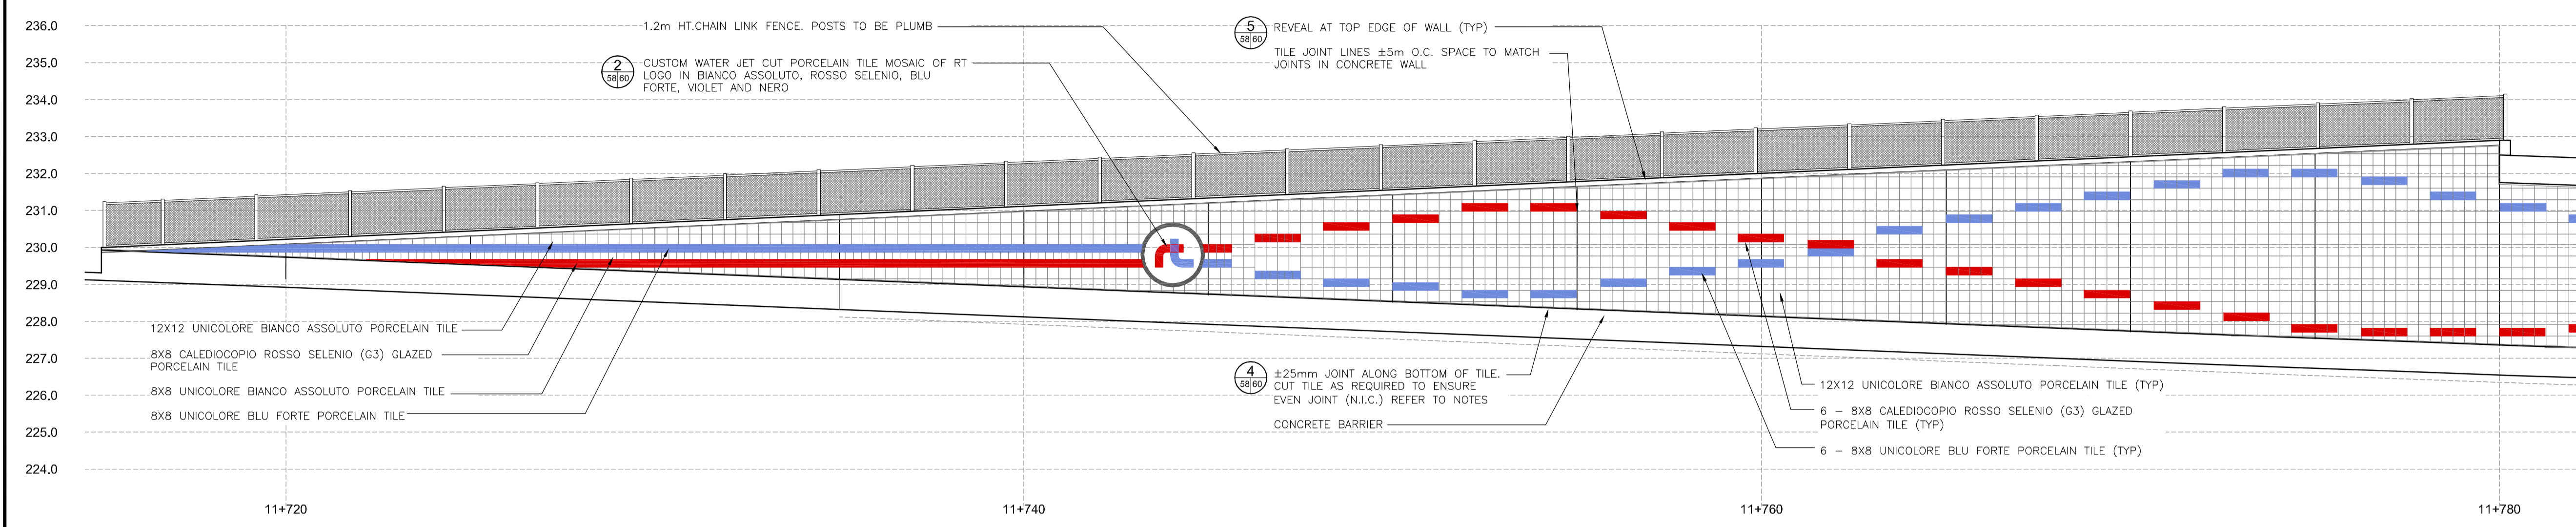 236.0
235.0
234.0
233.0
232.0
231.0
230.0
229.0
228.0
227.0
226.0
225.0
224.0
1.2m HT.CHAIN LINK FENCE. POSTS TO BE PLUMB
2
58 60
CUSTOM WATER JET CUT PORCELAIN TILE MOSAIC OF RT
LOGO IN BIANCO ASSOLUTO, ROSSO SELENIO, BLU
FORTE, VIOLET AND NERO
5
58 60
REVEAL AT TOP EDGE OF WALL (TYP)
TILE JOINT LINES ±5m O.C. SPACE TO MATCH
JOINTS IN CONCRETE WALL
rt
12X12 UNICOLORE BIANCO ASSOLUTO PORCELAIN TILE
8X8 CALEDIOCOPIO ROSSO SELENIO (G3) GLAZED
PORCELAIN TILE
8X8 UNICOLORE BIANCO ASSOLUTO PORCELAIN TILE
8X8 UNICOLORE BLU FORTE PORCELAIN TILE
4
58 60
±25mm JOINT ALONG BOTTOM OF TILE.
CUT TILE AS REQUIRED TO ENSURE
EVEN JOINT (N.I.C.) REFER TO NOTES
CONCRETE BARRIER
12X12 UNICOLORE BIANCO ASSOLUTO PORCELAIN TILE (TYP)
6 – 8X8 CALEDIOCOPIO ROSSO SELENIO (G3) GLAZED
PORCELAIN TILE (TYP)
6 – 8X8 UNICOLORE BLU FORTE PORCELAIN TILE (TYP)
11+720
11+740
11+760
11+780